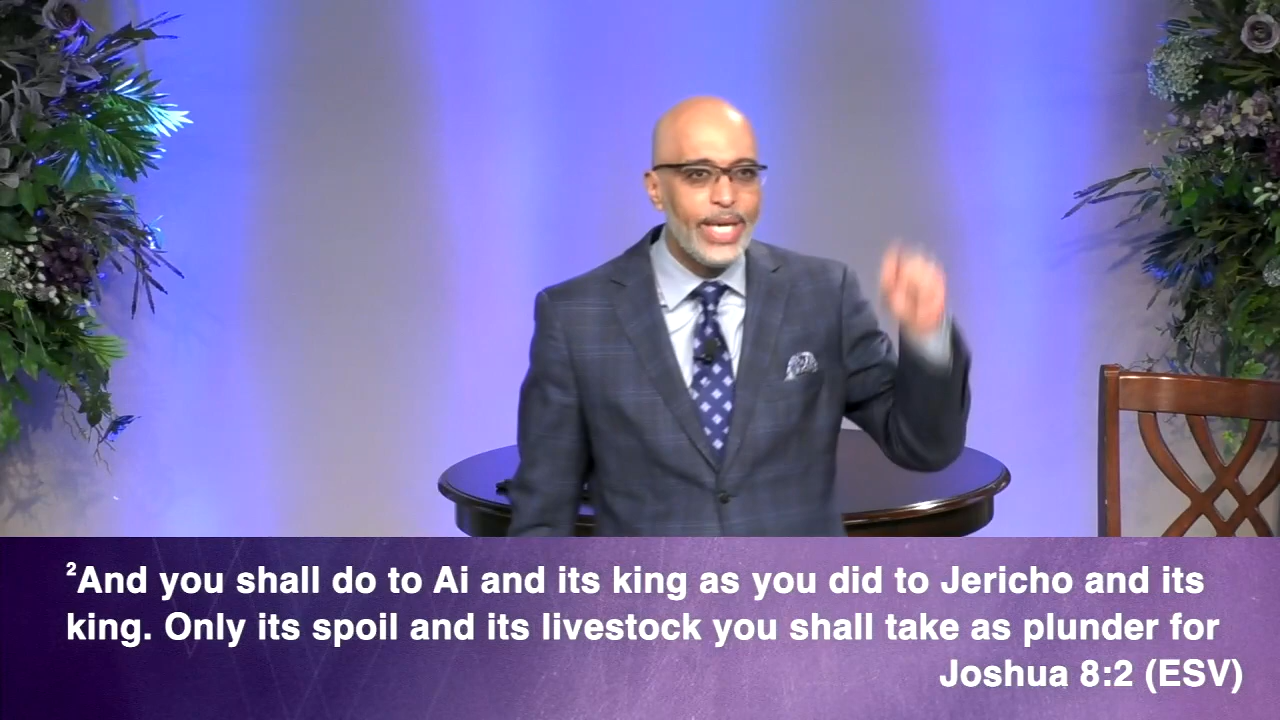 ²And you shall do to Ai and its king as you did to Jericho and its
king. Only its spoil and its livestock you shall take as plunder for
Joshua 8:2 (ESV)